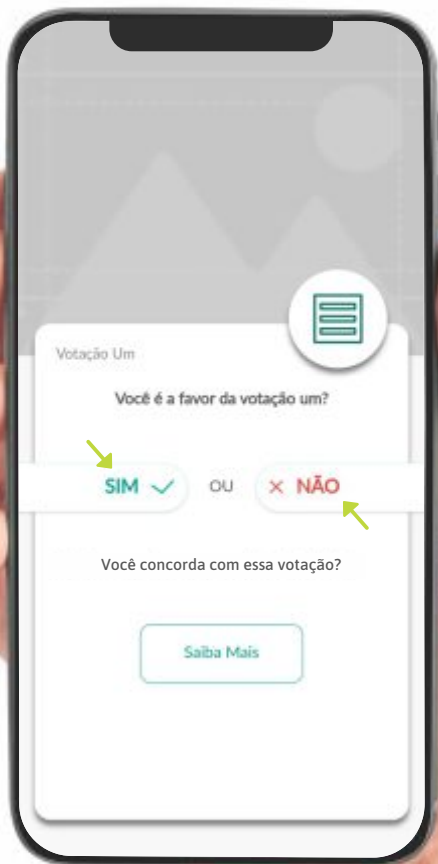 Votação Um
Você é a favor da votação um?
SIM OU NÃO
Você concorda com essa votação?
Saiba Mais